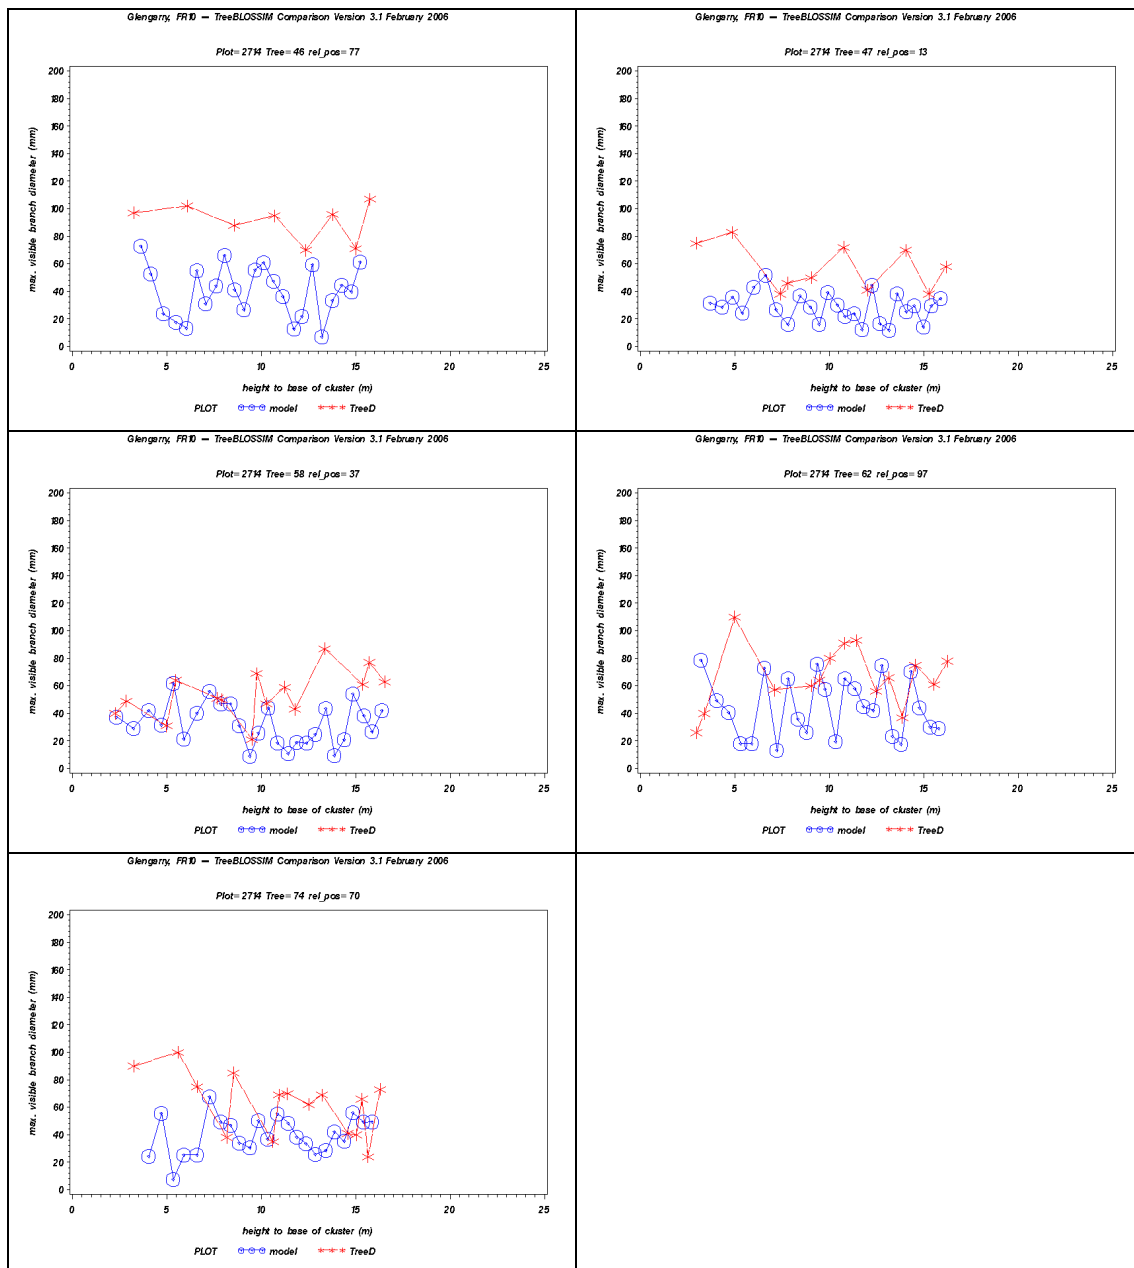 Glengarry, FR10 — TreeBLOSSIM Comparison Version 3.1 February 2006
Plot= 2714 Tree= 46 rel_pos= 77
max. visible branch diameter (mm)
200
180
160
140
120
100
80
60
40
20
0
0 5 10 15 20 25
height to base of cluster (m)
PLOT model TreeD
Glengarry, FR10 — TreeBLOSSIM Comparison Version 3.1 February 2006
Plot= 2714 Tree= 47 rel_pos= 13
max. visible branch diameter (mm)
200
180
160
140
120
100
80
60
40
20
0
0 5 10 15 20 25
height to base of cluster (m)
PLOT model TreeD
Glengarry, FR10 — TreeBLOSSIM Comparison Version 3.1 February 2006
Plot= 2714 Tree= 58 rel_pos= 37
max. visible branch diameter (mm)
200
180
160
140
120
100
80
60
40
20
0
0 5 10 15 20 25
height to base of cluster (m)
PLOT model TreeD
Glengarry, FR10 — TreeBLOSSIM Comparison Version 3.1 February 2006
Plot= 2714 Tree= 62 rel_pos= 97
max. visible branch diameter (mm)
200
180
160
140
120
100
80
60
40
20
0
0 5 10 15 20 25
height to base of cluster (m)
PLOT model TreeD
Glengarry, FR10 — TreeBLOSSIM Comparison Version 3.1 February 2006
Plot= 2714 Tree= 74 rel_pos= 70
max. visible branch diameter (mm)
200
180
160
140
120
100
80
60
40
20
0
0 5 10 15 20 25
height to base of cluster (m)
PLOT model TreeD